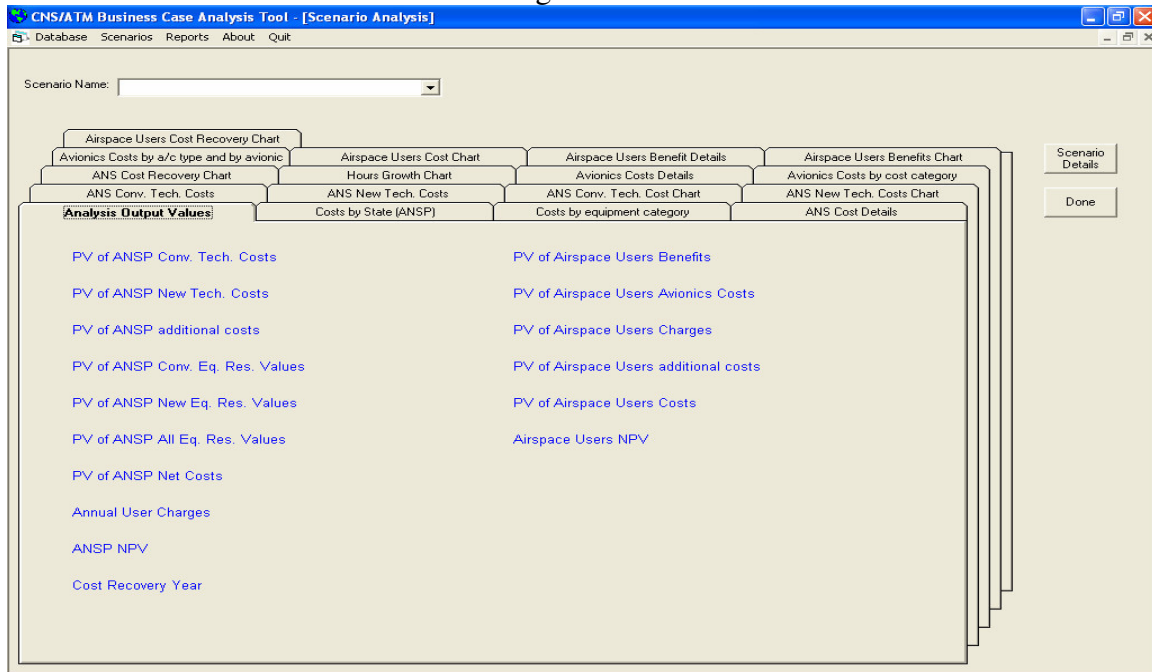 CNS/ATM Business Case Analysis Tool - [Scenario Analysis]
Database Scenarios Reports About Quit
Scenario Name:
Airspace Users Cost Recovery Chart
Avionics Costs by a/c type and by avionic Airspace Users Cost Chart Airspace Users Benefit Details Airspace Users Benefits Chart
ANS Cost Recovery Chart Hours Growth Chart Avionics Costs Details Avionics Costs by cost category
ANS Conv. Tech. Costs ANS New Tech. Costs ANS Conv. Tech. Cost Chart ANS New Tech. Costs Chart
Analysis Output Values Costs by State (ANSP) Costs by equipment category ANS Cost Details
Scenario
Details
Done
PV of ANSP Conv. Tech. Costs
PV of ANSP New Tech. Costs
PV of ANSP additional costs
PV of ANSP Conv. Eq. Res. Values
PV of ANSP New Eq. Res. Values
PV of ANSP All Eq. Res. Values
PV of ANSP Net Costs
Annual User Charges
ANSP NPV
Cost Recovery Year
PV of Airspace Users Benefits
PV of Airspace Users Avionics Costs
PV of Airspace Users Charges
PV of Airspace Users additional costs
PV of Airspace Users Costs
Airspace Users NPV